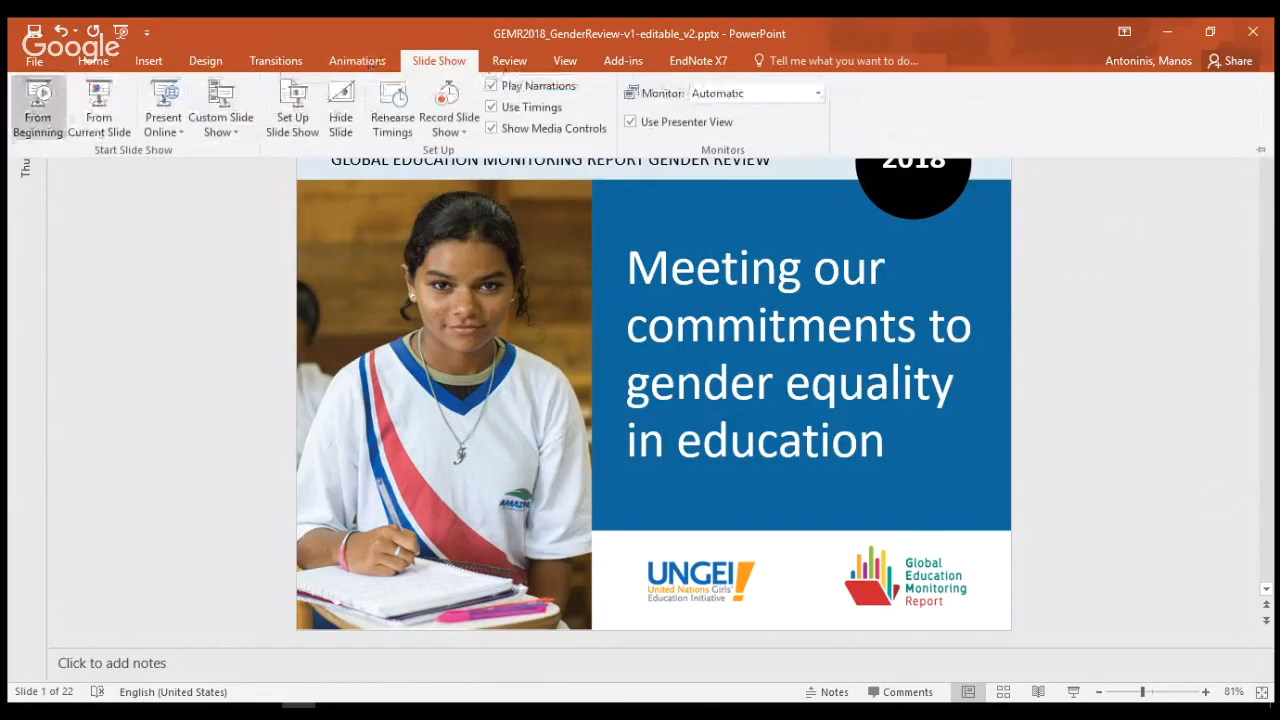 Google
GEMR2018_GenderReview-v1-editable_v2.pptx - PowerPoint
File Home Insert Design Transitions Animations Slide Show Review View Add-ins EndNote X7 Tell me what you want to do... Antoninis, Manos Share
From Beginning
From Current Slide
Present Online
Custom Slide Show
Start Slide Show
Set Up Slide Show
Hide Slide
Rehearse Timings
Record Slide Show
Play Narrations
Use Timings
Show Media Controls
Set Up
Monitor: Automatic
Use Presenter View
Monitors
GLOBAL EDUCATION MONITORING REPORT GENDER REVIEW
2018
Meeting our
commitments to
gender equality
in education
UNGEI
United Nations Girls'
Education Initiative
Global
Education
Monitoring
Report
Click to add notes
Slide 1 of 22 English (United States) Notes Comments 81%